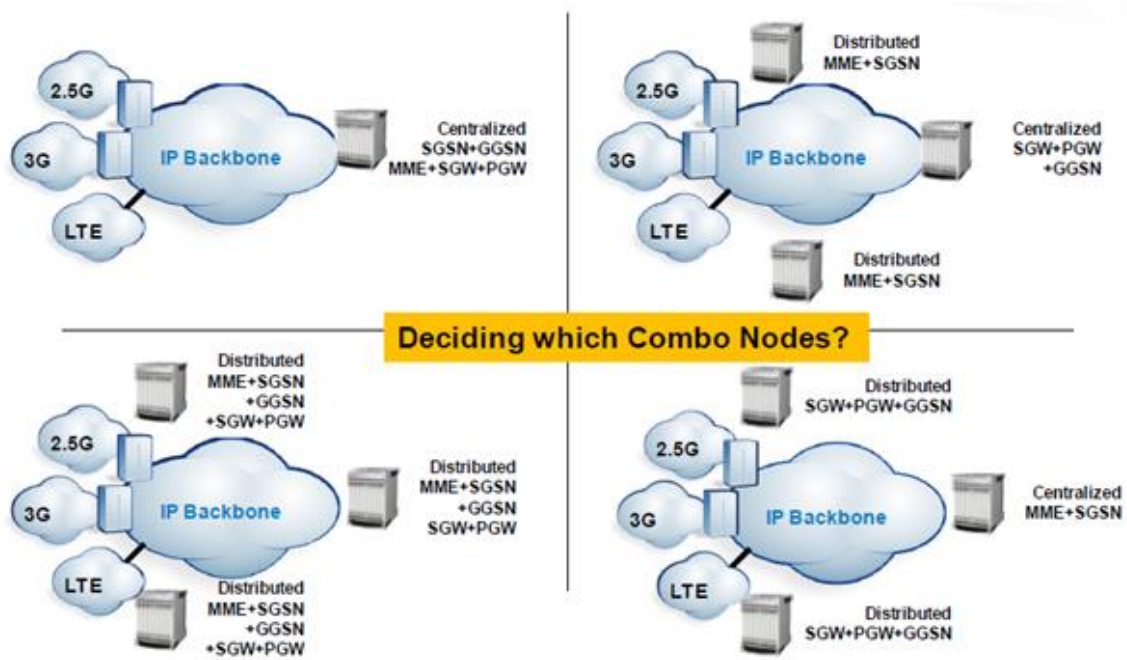 2.5G
3G
LTE
IP Backbone
Centralized
SGSN+GGSN
MME+SGW+PGW
Distributed
MME+SGSN
2.5G
3G
LTE
IP Backbone
Centralized
SGW+PGW
+GGSN
Distributed
MME+SGSN
Deciding which Combo Nodes?
Distributed
MME+SGSN
+GGSN
+SGW+PGW
2.5G
3G
LTE
IP Backbone
Distributed
MME+SGSN
+GGSN
SGW+PGW
Distributed
MME+SGSN
+GGSN
+SGW+PGW
Distributed
SGW+PGW+GGSN
2.5G
3G
LTE
IP Backbone
Centralized
MME+SGSN
Distributed
SGW+PGW+GGSN